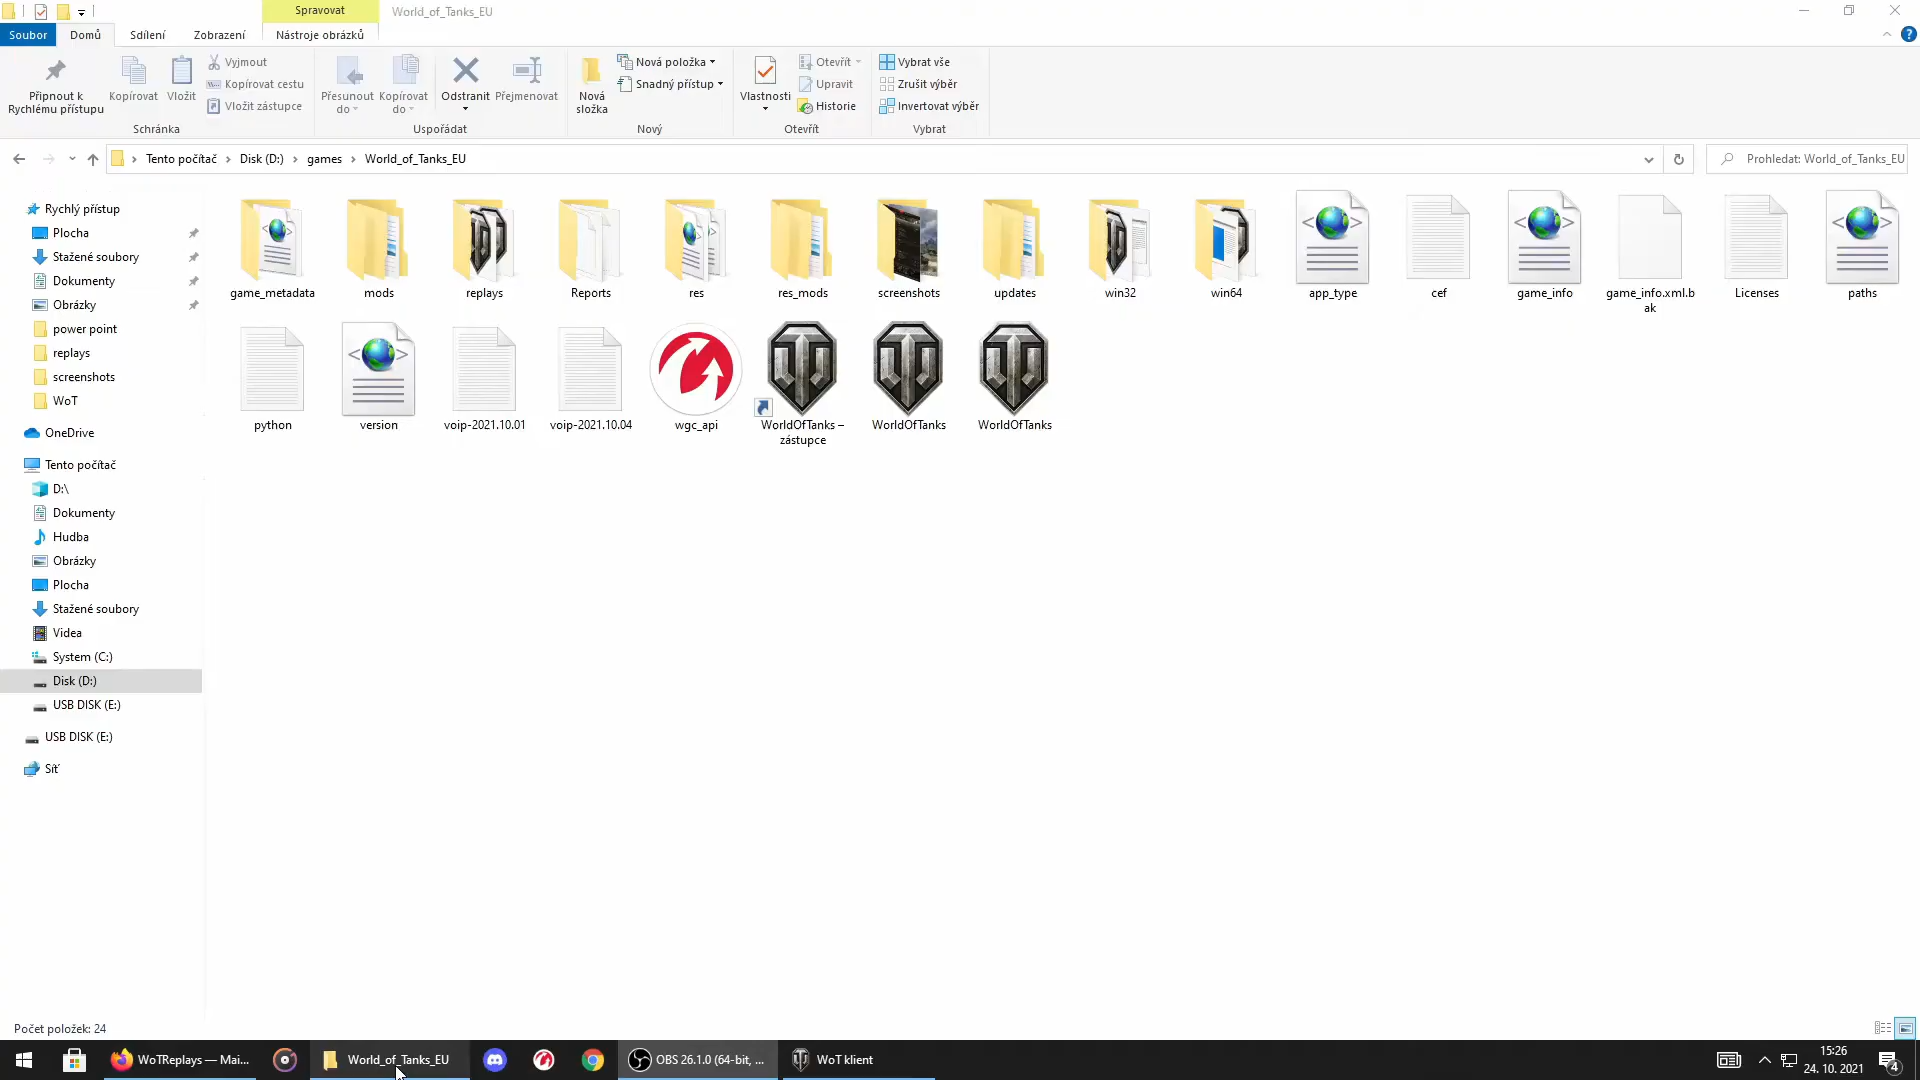 Spravovat
World_of_Tanks_EU
Soubor
Domů
Sdílení
Zobrazení
Nástroje obrázků
Připnout k
Rychlému přístupu
Kopírovat
Vložit
Vyjmout
Kopírovat cestu
Vložit zástupce
Schránka
Přesunout
do
Kopírovat
do
Odstranit
Přejmenovat
Uspořádat
Nová
složka
Nová položka
Snadný přístup
Nový
Vlastnosti
Otevřít
Upravit
Historie
Otevřít
Vybrat vše
Zrušit výběr
Invertovat výběr
Vybrat
Tento počítač
Disk (D:)
games
World_of_Tanks_EU
Prohledat: World_of_Tanks_EU
Rychlý přístup
Plocha
Stažené soubory
Dokumenty
Obrázky
power point
replays
screenshots
WoT
OneDrive
Tento počítač
D:\
Dokumenty
Hudba
Obrázky
Plocha
Stažené soubory
Videa
System (C:)
Disk (D:)
USB DISK (E:)
USB DISK (E:)
Síť
game_metadata
mods
replays
Reports
res
res_mods
screenshots
updates
win32
win64
app_type
cef
game_info
game_info.xml.b
ak
Licenses
paths
python
version
voip-2021.10.01
voip-2021.10.04
wgc_api
WorldOfTanks –
zástupce
WorldOfTanks
WorldOfTanks
Počet položek: 24
WoTReplays — Mai...
World_of_Tanks_EU
OBS 26.1.0 (64-bit, ...
WoT klient
15:26
24. 10. 2021
4